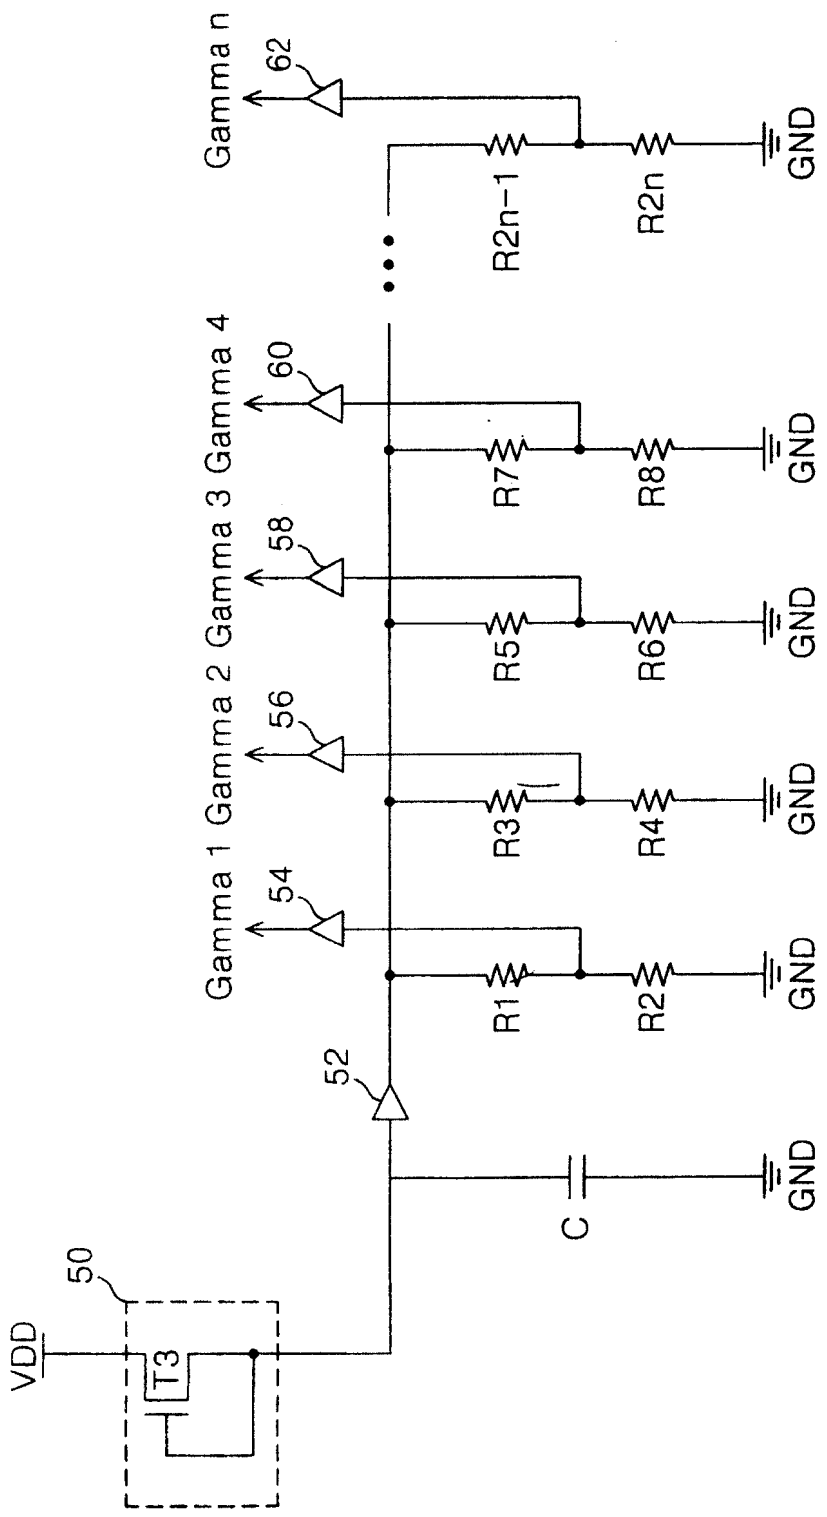 VDD
50
T3
C
GND
52
Gamma 1
54
R1
R2
GND
Gamma 2
56
R3
R4
GND
Gamma 3
58
R5
R6
GND
Gamma 4
60
R7
R8
GND
Gamma n
62
R2n-1
R2n
GND